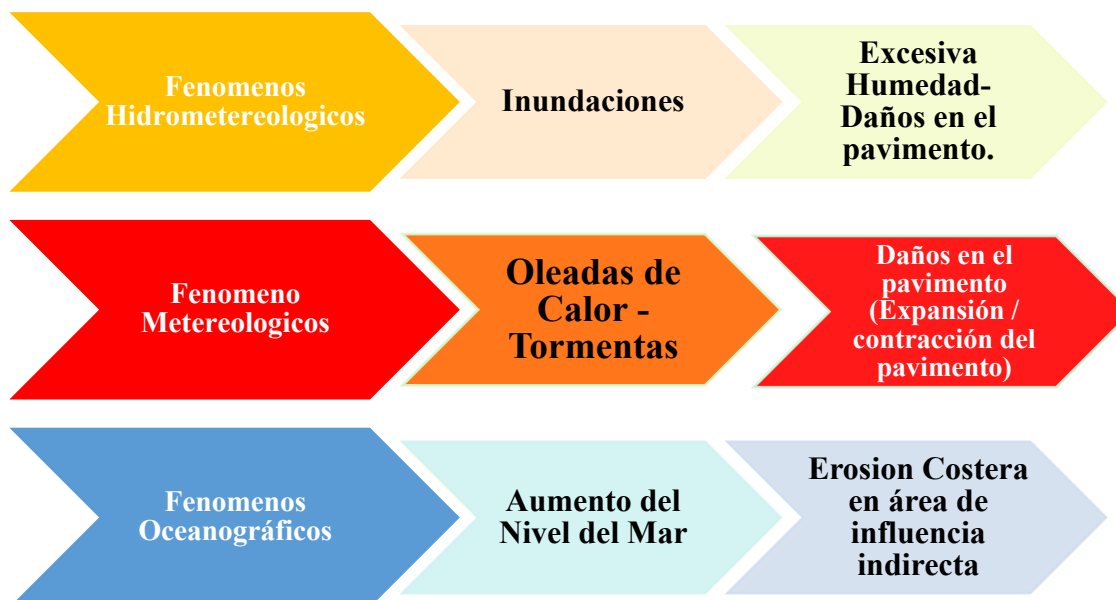 Fenomenos
Hidrometereologicos
Inundaciones
Excesiva
Humedad-
Daños en el
pavimento.
Fenomeno
Metereologicos
Oleadas de
Calor -
Tormentas
Daños en el
pavimento
(Expansión /
contracción del
pavimento)
Fenomenos
Oceanográficos
Aumento del
Nivel del Mar
Erosion Costera
en área de
influencia
indirecta